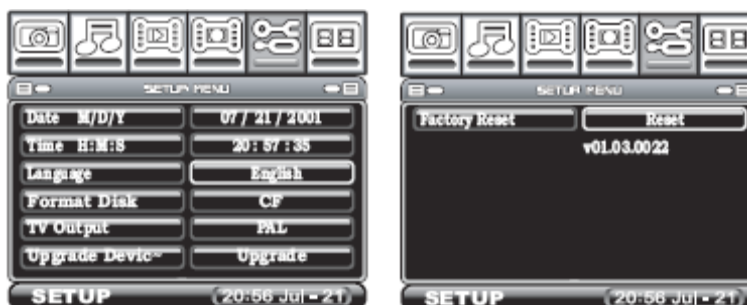 SETUP MENU
Date M/D/Y 07 / 21 / 2001
Time H:M:S 20 : 57 : 35
Language English
Format Disk CF
TV Output PAL
Upgrade Devic~ Upgrade
SETUP 20:56 Jul - 21
SETUP MENU
Factory Reset Reset
v01.03.0022
SETUP 20:56 Jul - 21